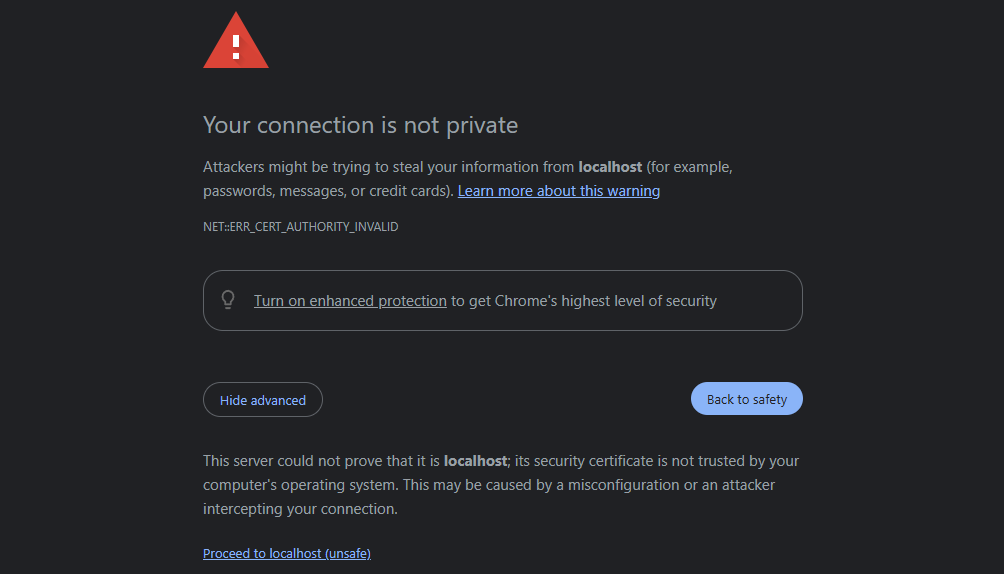 Your connection is not private
Attackers might be trying to steal your information from localhost (for example,
passwords, messages, or credit cards). Learn more about this warning
NET::ERR_CERT_AUTHORITY_INVALID
Turn on enhanced protection to get Chrome's highest level of security
Hide advanced
Back to safety
This server could not prove that it is localhost; its security certificate is not trusted by your
computer's operating system. This may be caused by a misconfiguration or an attacker
intercepting your connection.
Proceed to localhost (unsafe)